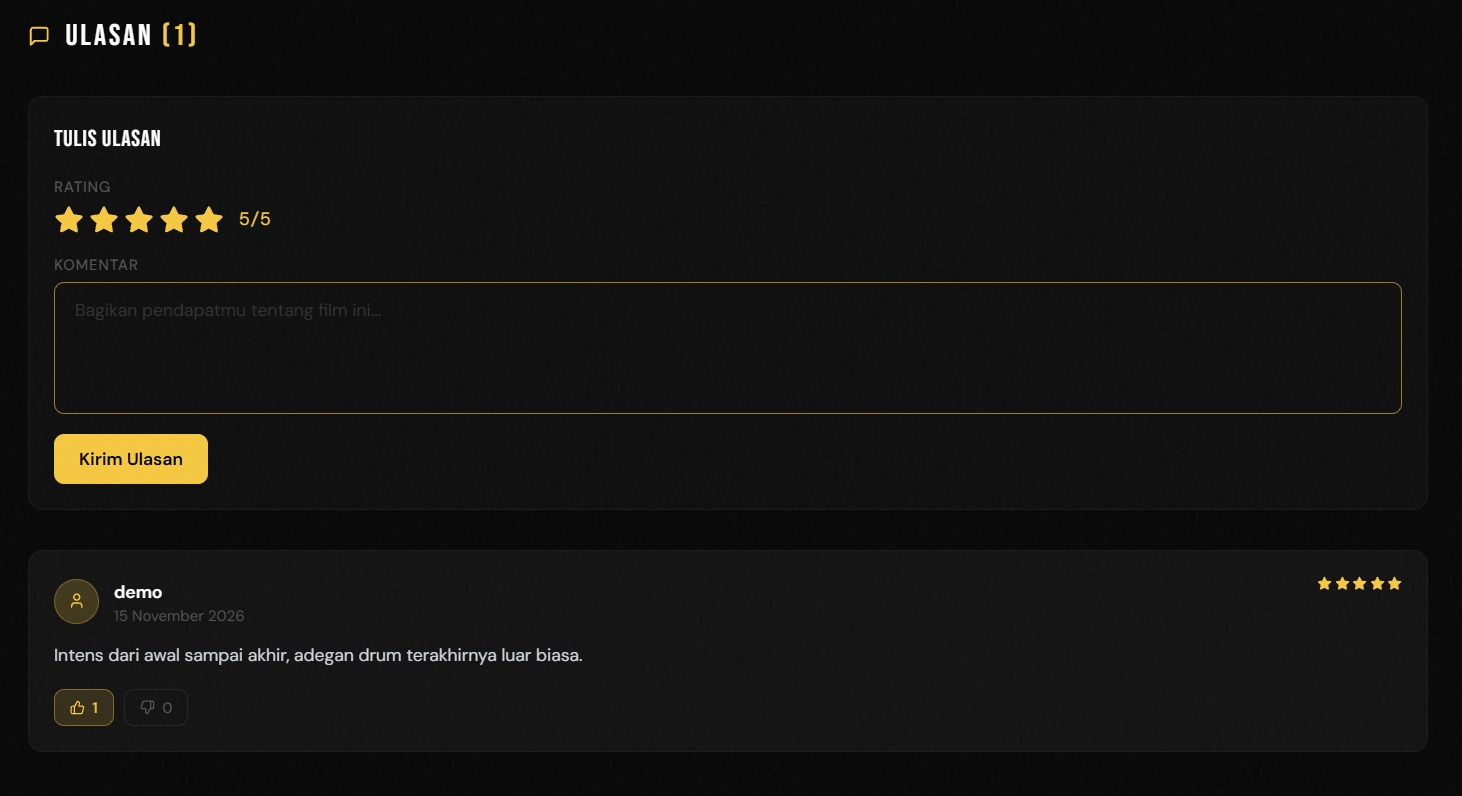 ULASAN (1)
TULIS ULASAN
RATING
5/5
KOMENTAR
Bagikan pendapatmu tentang film ini...
Kirim Ulasan
demo
15 November 2026
Intens dari awal sampai akhir, adegan drum terakhirnya luar biasa.
1 0